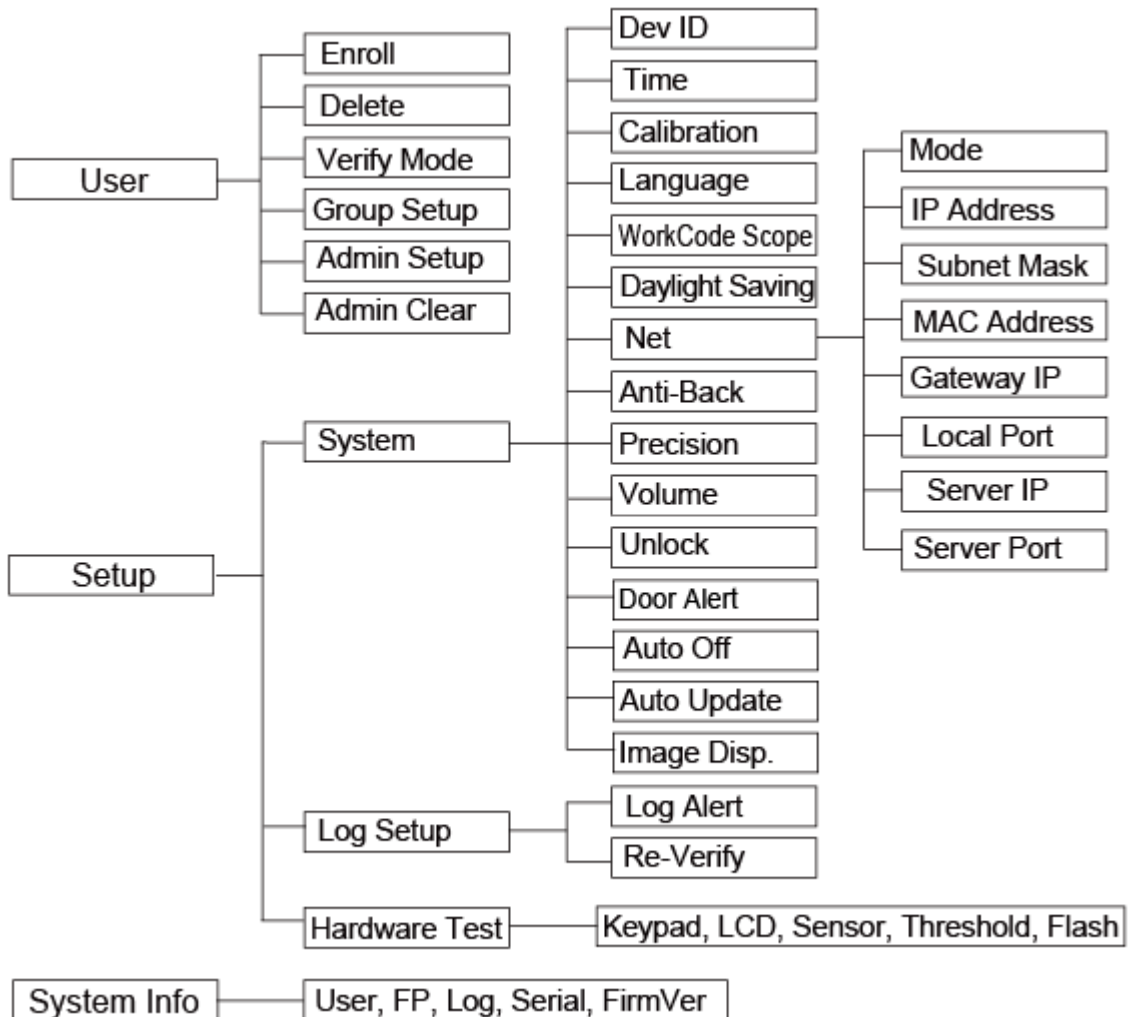 User
Enroll
Delete
Verify Mode
Group Setup
Admin Setup
Admin Clear
Setup
System
Dev ID
Time
Calibration
Language
WorkCode Scope
Daylight Saving
Net
Mode
IP Address
Subnet Mask
MAC Address
Gateway IP
Local Port
Server IP
Server Port
Anti-Back
Precision
Volume
Unlock
Door Alert
Auto Off
Auto Update
Image Disp.
Log Setup
Log Alert
Re-Verify
Hardware Test
Keypad, LCD, Sensor, Threshold, Flash
System Info
User, FP, Log, Serial, FirmVer